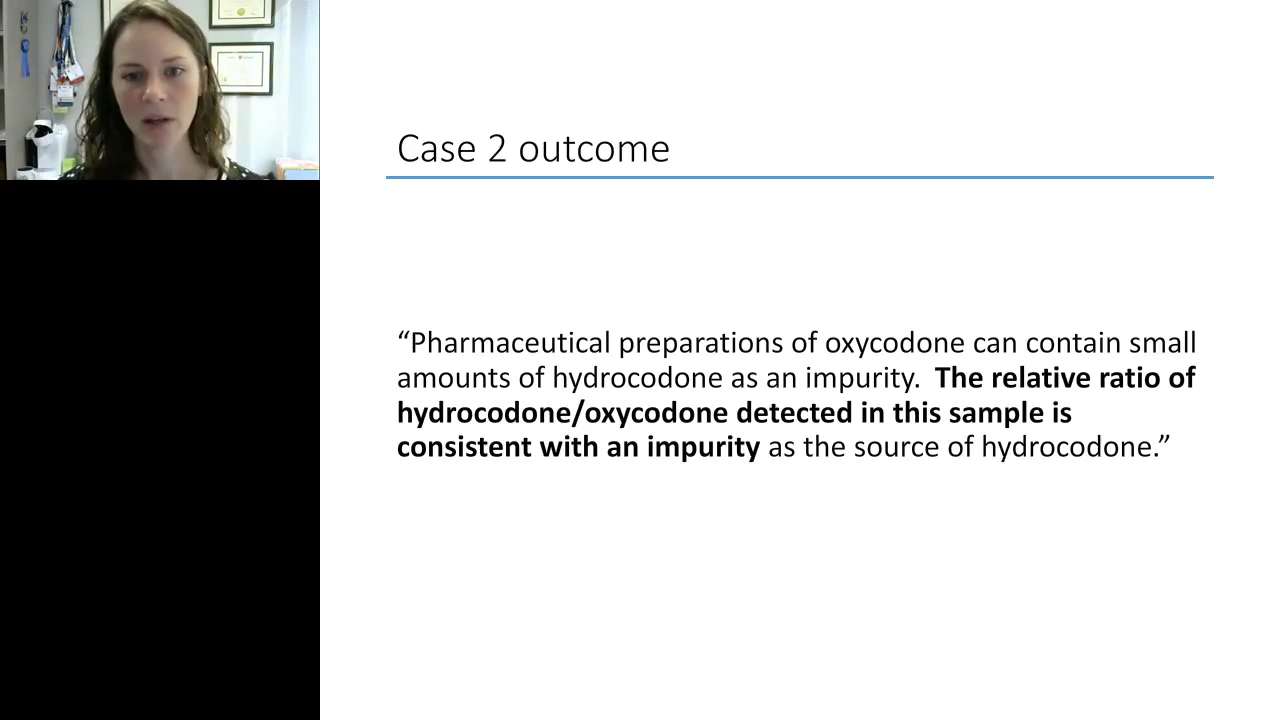 Case 2 outcome
“Pharmaceutical preparations of oxycodone can contain small
amounts of hydrocodone as an impurity.  The relative ratio of
hydrocodone/oxycodone detected in this sample is
consistent with an impurity as the source of hydrocodone.”